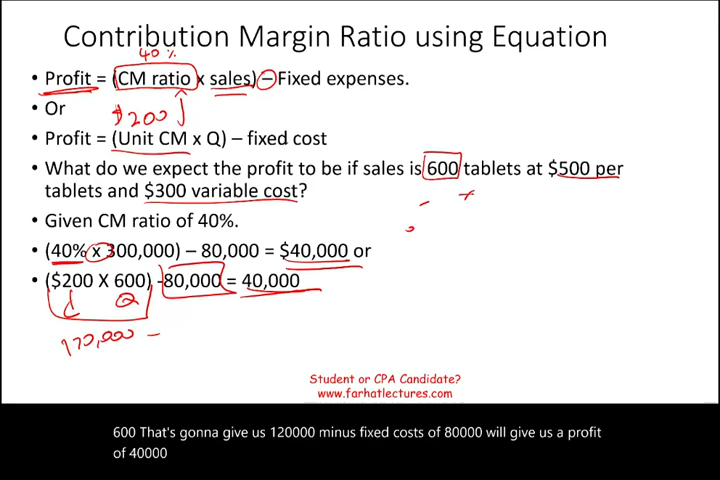 Contribution Margin Ratio using Equation
40 %
• Profit = (CM ratio x sales) – Fixed expenses.
• Or
$200
• Profit = (Unit CM x Q) – fixed cost
• What do we expect the profit to be if sales is 600 tablets at $500 per
tablets and $300 variable cost?
• Given CM ratio of 40%.
• (40% x 300,000) – 80,000 = $40,000 or
• ($200 X 600) -80,000 = 40,000
Q
120,000 –
Student or CPA Candidate?
www.farhatlectures.com
600 That's gonna give us 120000 minus fixed costs of 80000 will give us a profit
of 40000